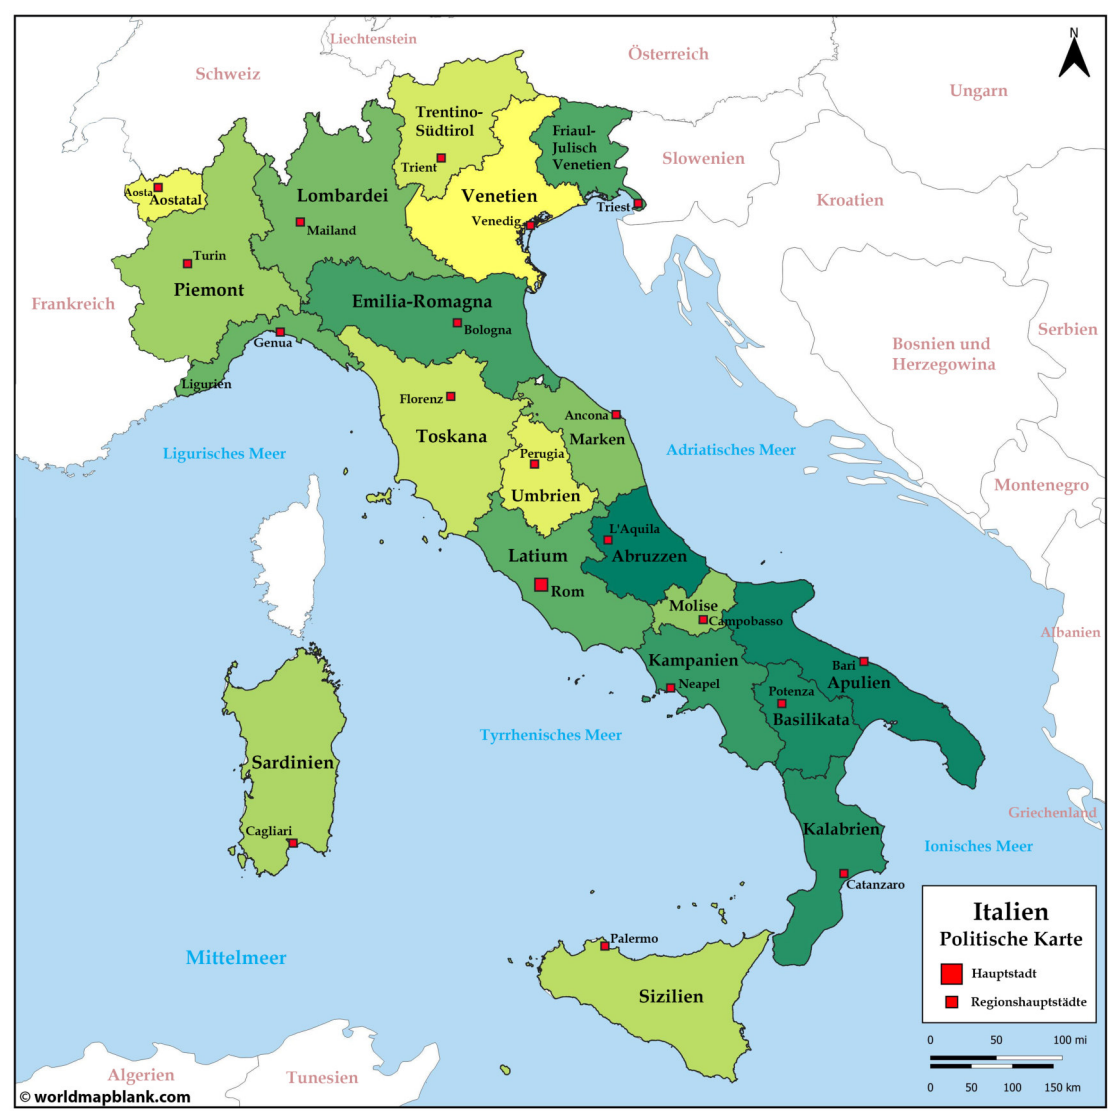 N
Liechtenstein
Österreich
Schweiz
Ungarn
Trentino-
Südtirol
Friaul-
Julisch
Venetien
Slowenien
Trient
Aosta
Aostatal
Lombardei
Venetien
Kroatien
Triest
Venedig
Mailand
Turin
Piemont
Frankreich
Emilia-Romagna
Bologna
Serbien
Genua
Bosnien und
Herzegowina
Ligurien
Florenz
Ancona
Toskana
Marken
Ligurisches Meer
Adriatisches Meer
Perugia
Umbrien
Montenegro
L'Aquila
Latium
Abruzzen
Rom
Molise
Campobasso
Albanien
Kampanien
Bari
Neapel
Apulien
Potenza
Basilikata
Tyrrhenisches Meer
Sardinien
Griechenland
Cagliari
Kalabrien
Ionisches Meer
Catanzaro
Palermo
Mittelmeer
Sizilien
Italien
Politische Karte
Hauptstadt
Regionshauptstädte
0 50 100 mi
0 50 100 150 km
Algerien
Tunesien
© worldmapblank.com